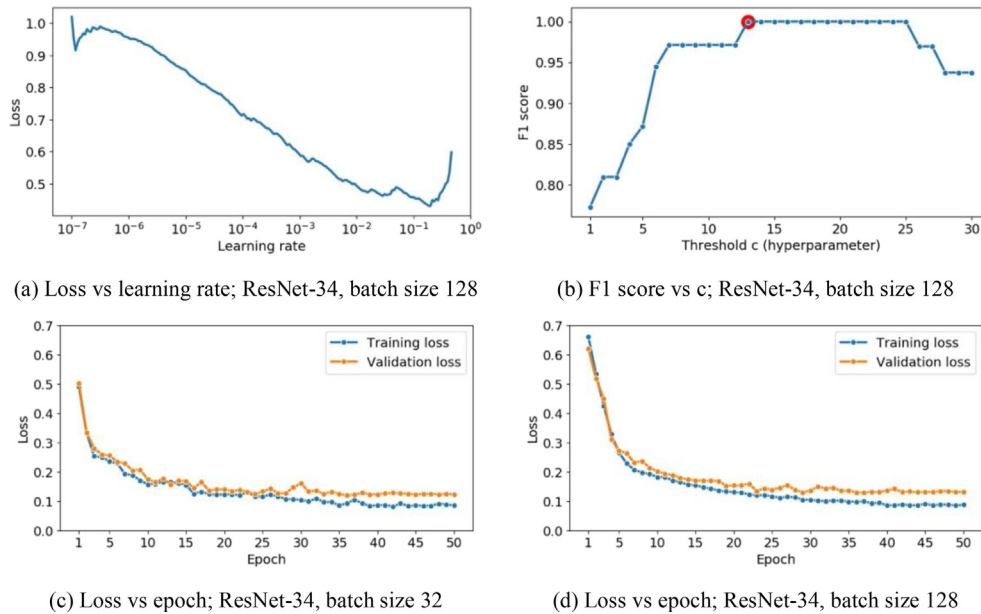 1.0
0.9
0.8
0.7
0.6
0.5
Loss
10⁻⁷ 10⁻⁶ 10⁻⁵ 10⁻⁴ 10⁻³ 10⁻² 10⁻¹ 10⁰
Learning rate
(a) Loss vs learning rate; ResNet-34, batch size 128
1.00
0.95
0.90
0.85
0.80
F1 score
1 5 10 15 20 25 30
Threshold c (hyperparameter)
(b) F1 score vs c; ResNet-34, batch size 128
0.7
0.6
0.5
0.4
0.3
0.2
0.1
0.0
Loss
Training loss
Validation loss
1 5 10 15 20 25 30 35 40 45 50
Epoch
(c) Loss vs epoch; ResNet-34, batch size 32
0.7
0.6
0.5
0.4
0.3
0.2
0.1
0.0
Loss
Training loss
Validation loss
1 5 10 15 20 25 30 35 40 45 50
Epoch
(d) Loss vs epoch; ResNet-34, batch size 128